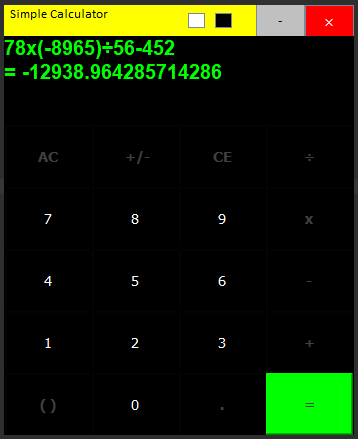 Simple Calculator - ×
78x(-8965)÷56-452
= -12938.964285714286
AC +/- CE ÷
7 8 9 x
4 5 6 -
1 2 3 +
( ) 0 . =